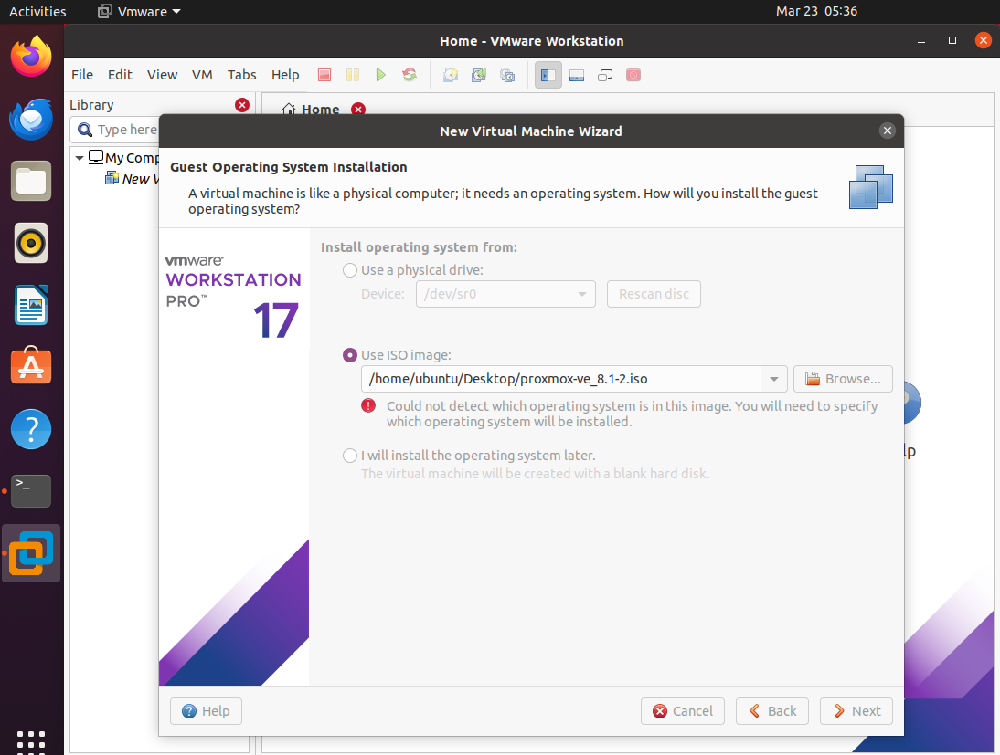 Activities
Vmware
Mar 23 05:36
Home - VMware Workstation
File Edit View VM Tabs Help
Library
Home
Type here
New Virtual Machine Wizard
My Comp
New V
Guest Operating System Installation
A virtual machine is like a physical computer; it needs an operating system. How will you install the guest
operating system?
vmware
WORKSTATION
PRO™
17
Install operating system from:
Use a physical drive:
Device:
/dev/sr0
Rescan disc
Use ISO image:
/home/ubuntu/Desktop/proxmox-ve_8.1-2.iso
Browse...
Could not detect which operating system is in this image. You will need to specify
which operating system will be installed.
lp
I will install the operating system later.
The virtual machine will be created with a blank hard disk.
>_
Help
Cancel
Back
Next